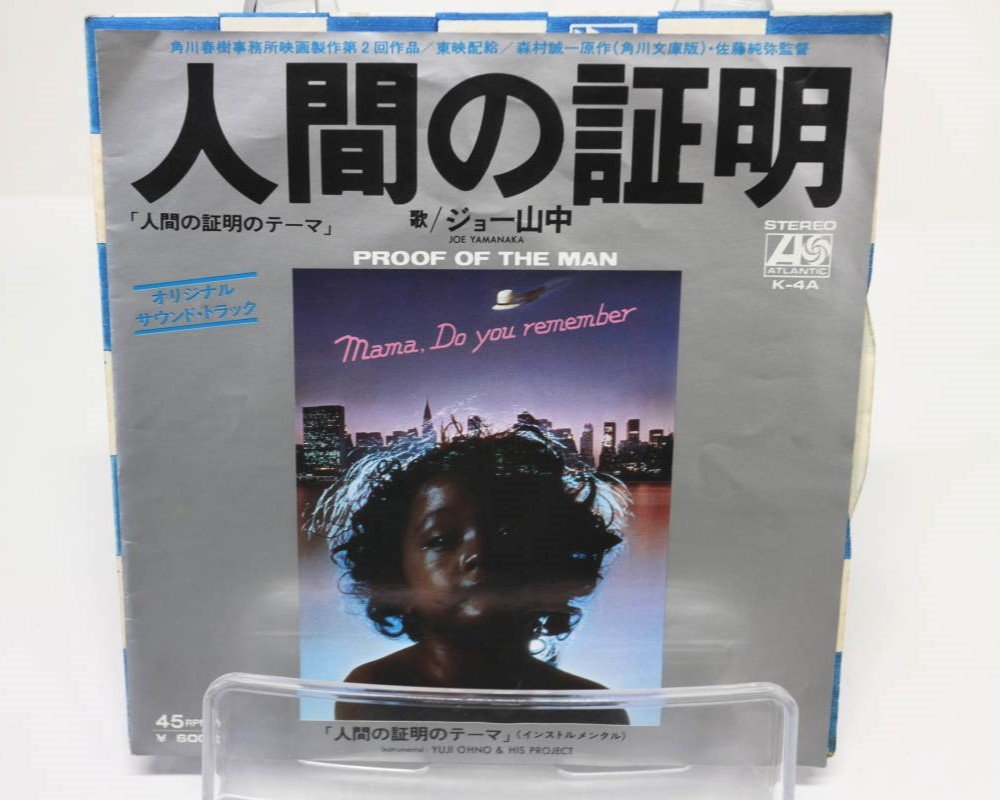 角川春樹事務所映画製作第2回作品/東映配給/森村誠一原作(角川文庫版)・佐藤純弥監督
人間の証明
「人間の証明のテーマ」
歌/ジョー山中
JOE YAMANAKA
PROOF OF THE MAN
STEREO
ATLANTIC
K-4A
オリジナル
サウンド・トラック
Mama, Do you remember
45RPM
¥ 600
「人間の証明のテーマ」(インストルメンタル)
instrumental : YUJI OHNO & HIS PROJECT